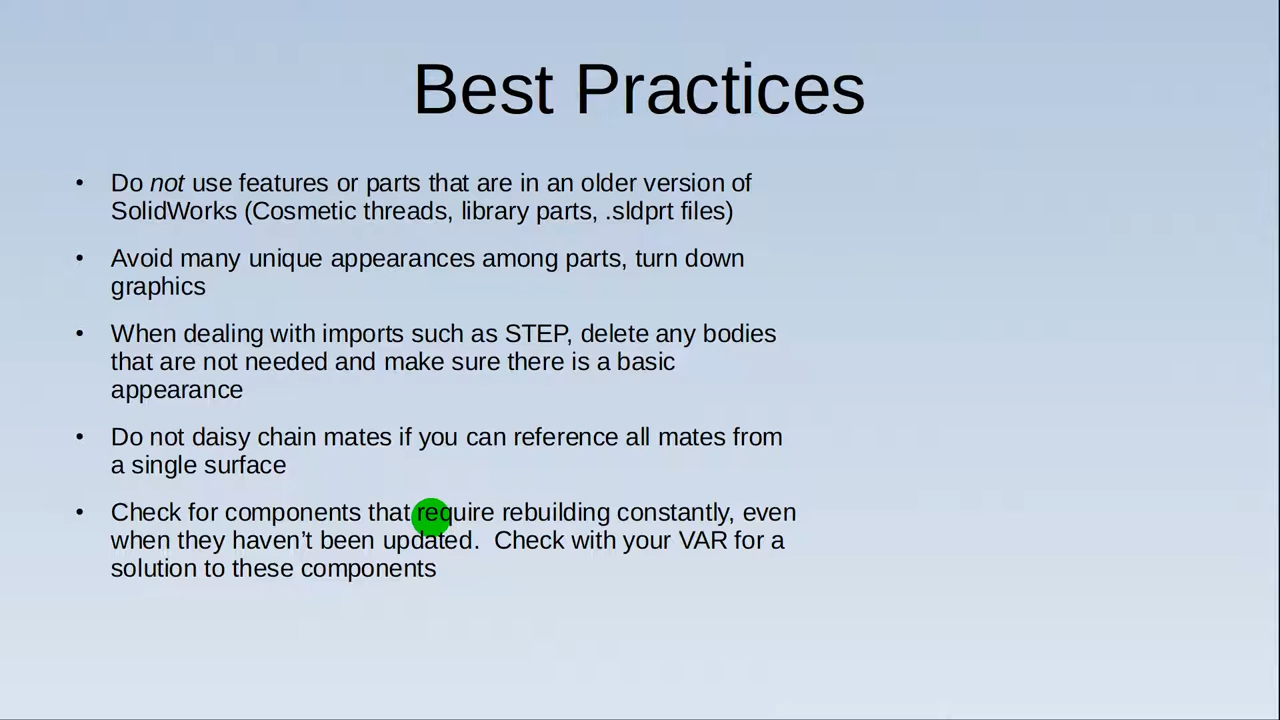 Best Practices
• Do not use features or parts that are in an older version of
SolidWorks (Cosmetic threads, library parts, .sldprt files)
• Avoid many unique appearances among parts, turn down
graphics
• When dealing with imports such as STEP, delete any bodies
that are not needed and make sure there is a basic
appearance
• Do not daisy chain mates if you can reference all mates from
a single surface
• Check for components that require rebuilding constantly, even
when they haven’t been updated.  Check with your VAR for a
solution to these components